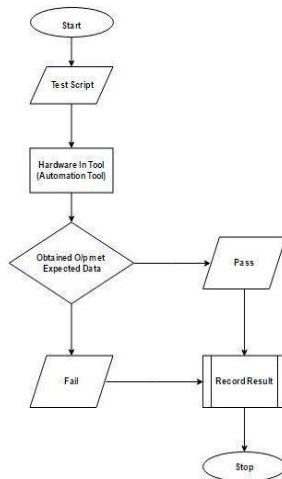 Start
Test Script
Hardware In Tool
(Automation Tool)
Obtained O/p met
Expected Data
Pass
Fail
Record Result
Stop